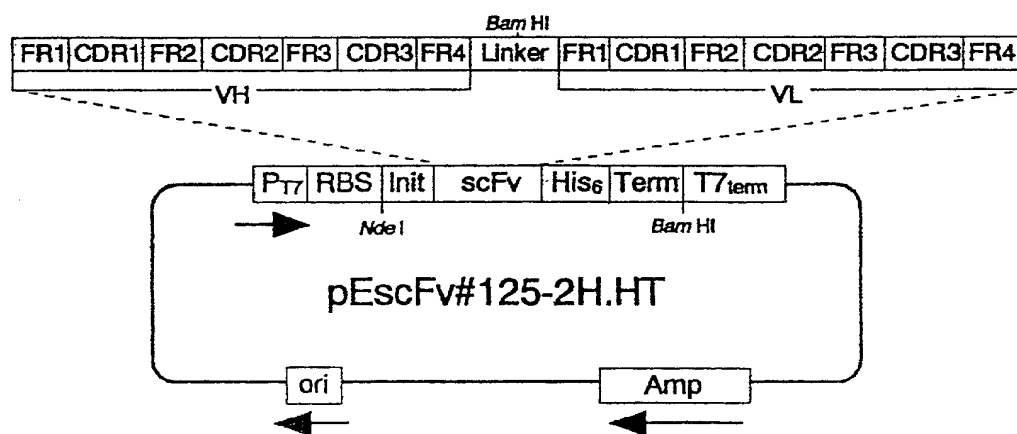 Bam HI
FR1 CDR1 FR2 CDR2 FR3 CDR3 FR4 Linker FR1 CDR1 FR2 CDR2 FR3 CDR3 FR4
VH VL
PT7 RBS Init scFv His6 Term T7term
Nde I Bam HI
pEscFv#125-2H.HT
ori Amp